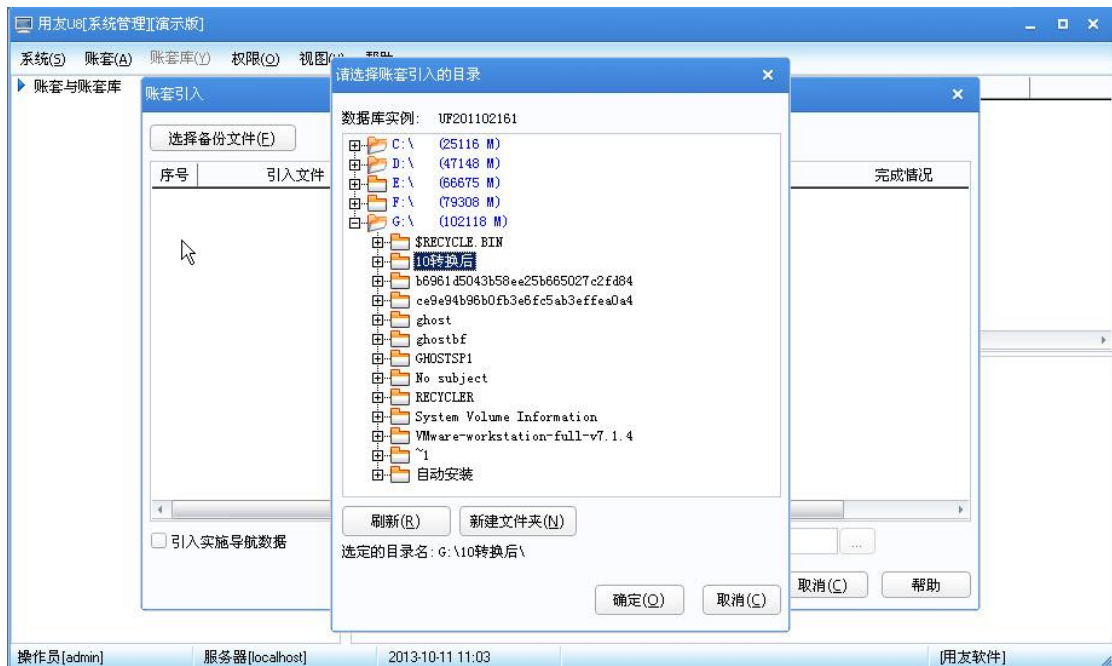 用友U8[系统管理][演示版]
系统(S) 账套(A) 账套库(Y) 权限(O) 视图
账套与账套库
账套引入
选择备份文件(F)
序号 引入文件 完成情况
请选择账套引入的目录
数据库实例: UF201102161
C:\ (25116 M)
D:\ (47148 M)
E:\ (66675 M)
F:\ (79308 M)
G:\ (102118 M)
$RECYCLE.BIN
10转换后
b6961d5043b58ee25b665027c2fd84
ce9e94b96b0fb3e6fc5ab3effea0a4
ghost
ghostbf
GHOSTSP1
No subject
RECYCLER
System Volume Information
VMware-workstation-full-v7.1.4
~1
自动安装
刷新(R) 新建文件夹(N)
选定的目录名: G:\10转换后\
确定(O) 取消(C)
引入实施导航数据
...
取消(C) 帮助
操作员[admin] 服务器[localhost] 2013-10-11 11:03 [用友软件]